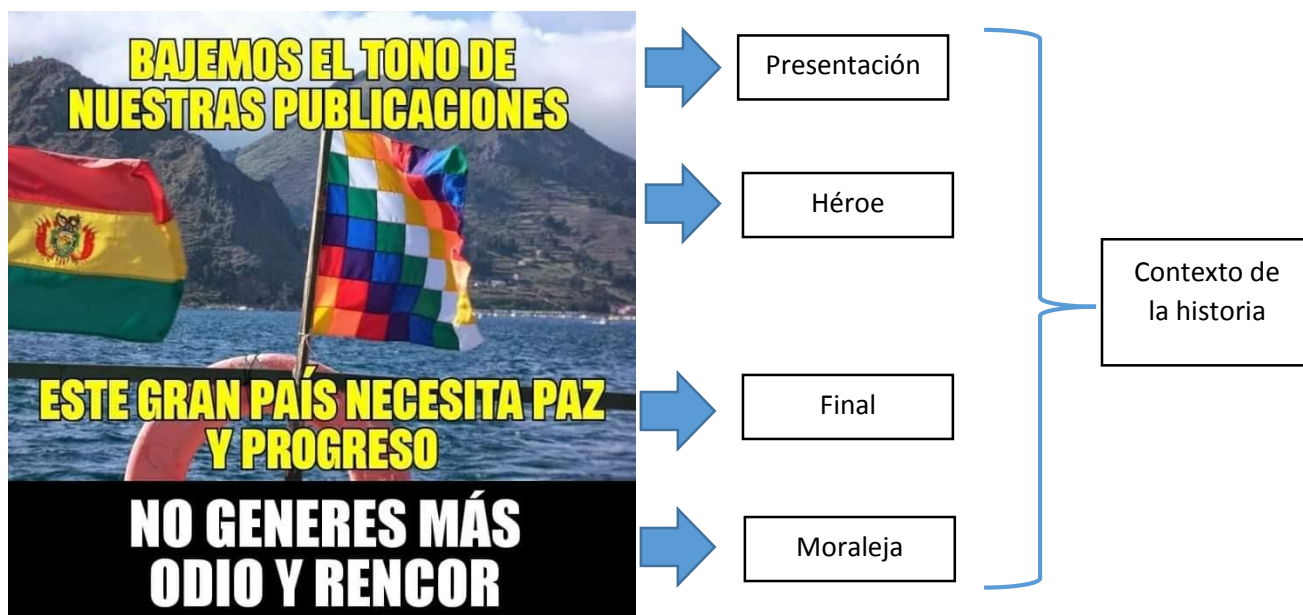 BAJEMOS EL TONO DE
NUESTRAS PUBLICACIONES
ESTE GRAN PAÍS NECESITA PAZ
Y PROGRESO
NO GENERES MÁS
ODIO Y RENCOR
Presentación
Héroe
Final
Moraleja
Contexto de
la historia